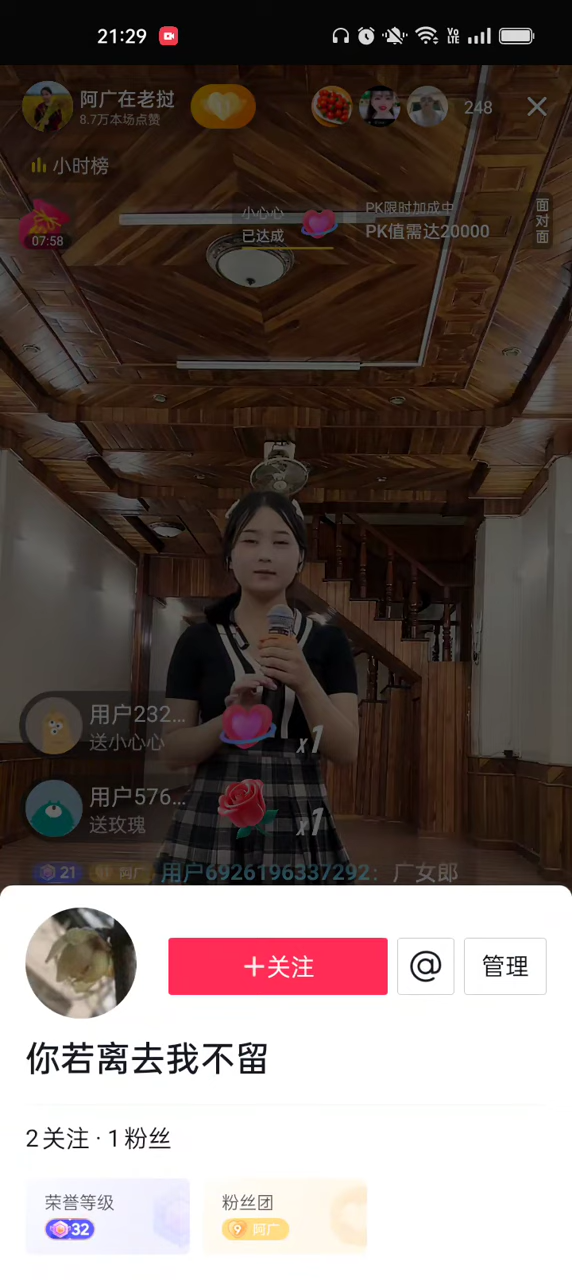 21:29
VO LTE
阿广在老挝
8.7万本场点赞
248
小时榜
小心心
已达成
PK限时加成中
PK值需达20000
面对面
07:58
用户232...
送小心心
x1
用户576...
送玫瑰
x1
21 阿广 用户6926196337292: 广女郎
十关注
@
管理
你若离去我不留
2关注 · 1粉丝
荣誉等级
32
粉丝团
9 阿广